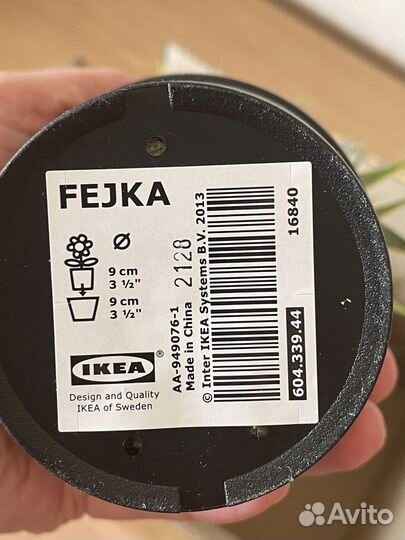 FEJKA
Ø
9 cm
3 ½"
9 cm
3 ½"
IKEA®
Design and Quality
IKEA of Sweden
AA-949076-1
Made in China 2128
© Inter IKEA Systems B.V. 2013
16840
604.339.44
Avito